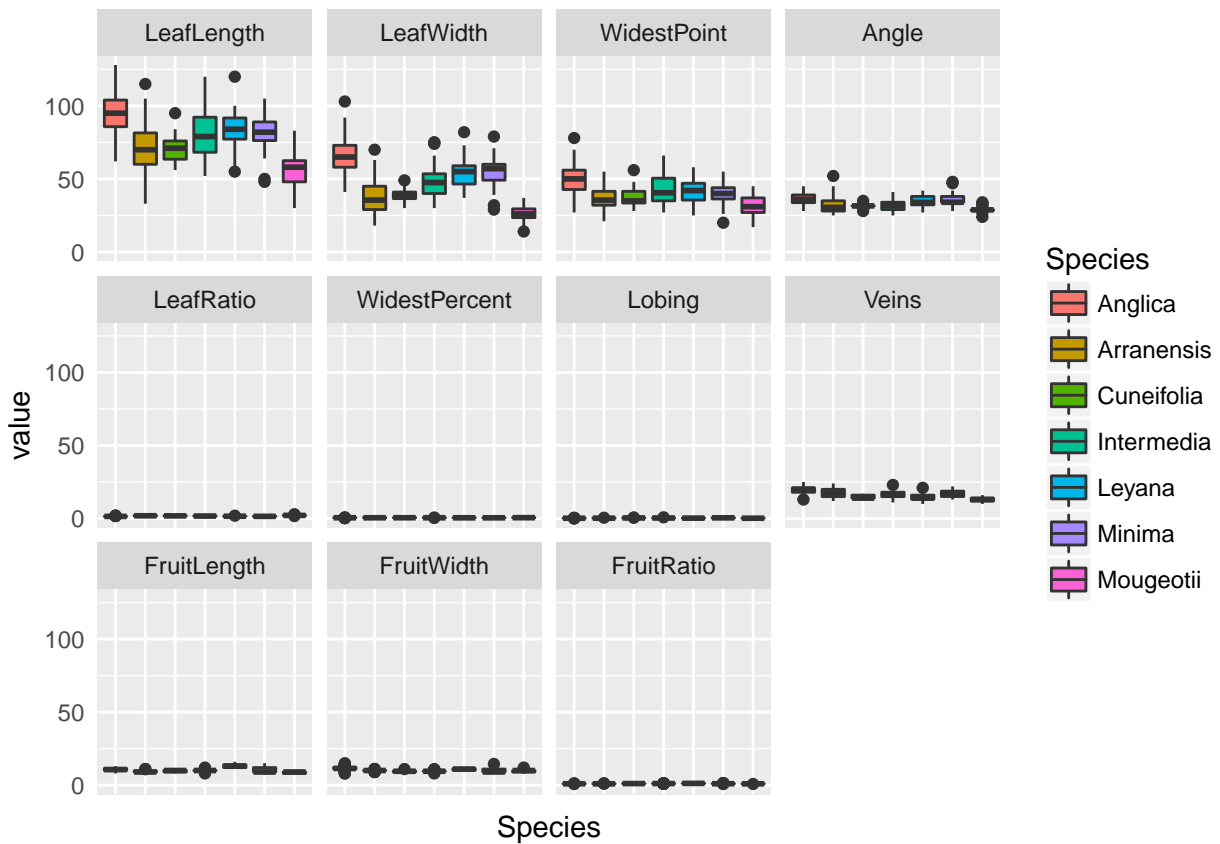 LeafLength LeafWidth WidestPoint Angle
100
50
0
LeafRatio WidestPercent Lobing Veins
100
50
0
FruitLength FruitWidth FruitRatio
100
50
0
value
Species
Species
Anglica
Arranensis
Cuneifolia
Intermedia
Leyana
Minima
Mougeotii